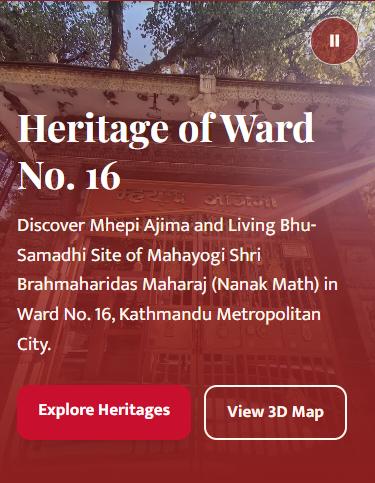 Heritage of Ward
No. 16
Discover Mhepi Ajima and Living Bhu-
Samadhi Site of Mahayogi Shri
Brahmaharidas Maharaj (Nanak Math) in
Ward No. 16, Kathmandu Metropolitan
City.
Explore Heritages
View 3D Map